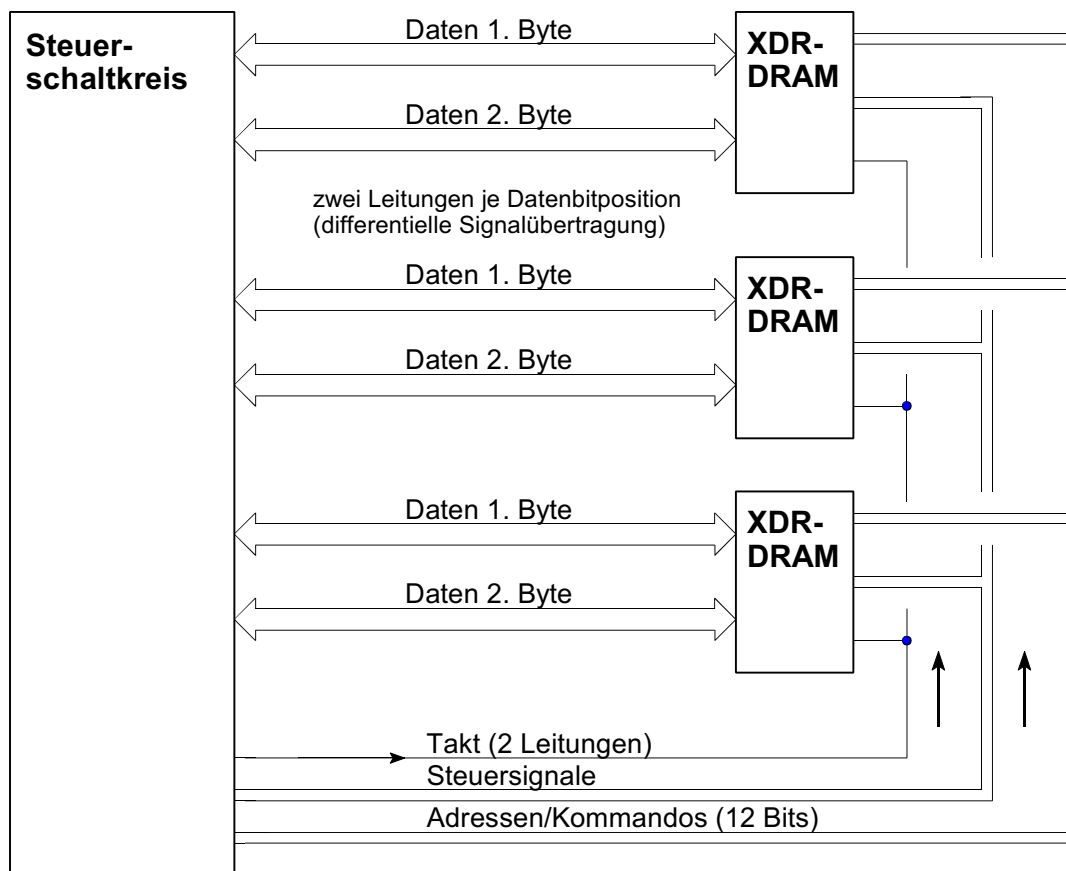 Steuer-
schaltkreis
Daten 1. Byte
XDR-
DRAM
Daten 2. Byte
zwei Leitungen je Datenbitposition
(differentielle Signalübertragung)
Daten 1. Byte
XDR-
DRAM
Daten 2. Byte
Daten 1. Byte
XDR-
DRAM
Daten 2. Byte
Takt (2 Leitungen)
Steuersignale
Adressen/Kommandos (12 Bits)